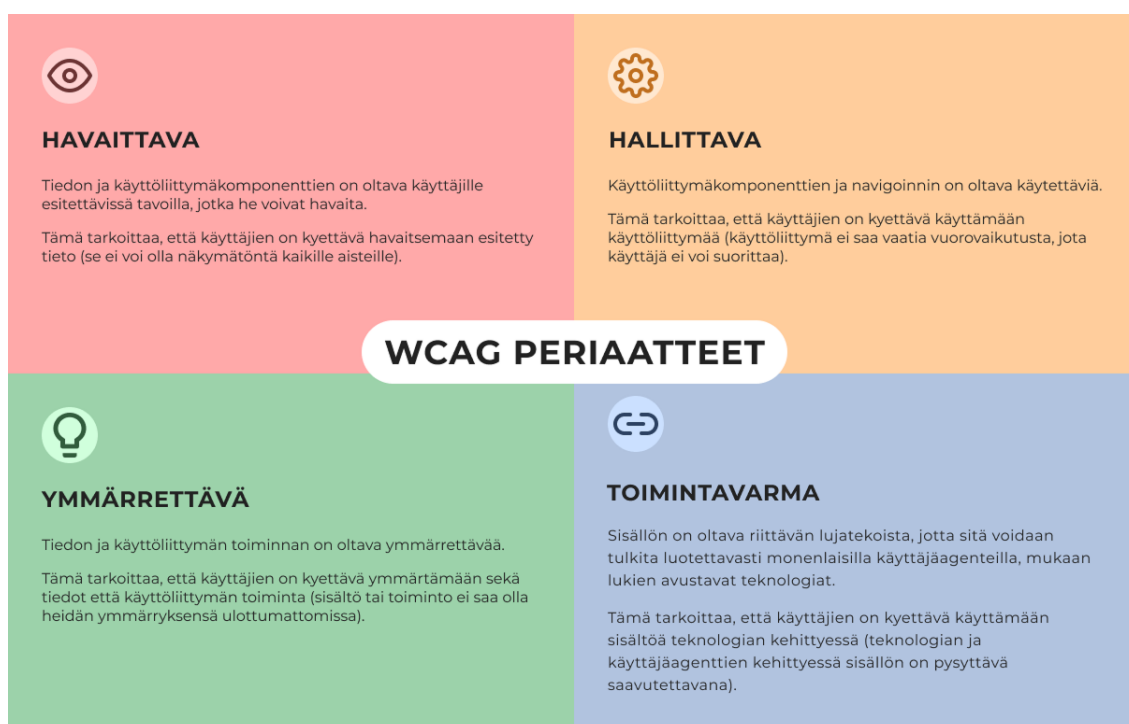 HAVAITTAVA
Tiedon ja käyttöliittymäkomponenttien on oltava käyttäjille
esitettävissä tavoilla, jotka he voivat havaita.
Tämä tarkoittaa, että käyttäjien on kyettävä havaitsemaan esitetty
tieto (se ei voi olla näkymätöntä kaikille aisteille).
HALLITTAVA
Käyttöliittymäkomponenttien ja navigoinnin on oltava käytettäviä.
Tämä tarkoittaa, että käyttäjien on kyettävä käyttämään
käyttöliittymää (käyttöliittymä ei saa vaatia vuorovaikutusta, jota
käyttäjä ei voi suorittaa).
WCAG PERIAATTEET
YMMÄRRETTÄVÄ
Tiedon ja käyttöliittymän toiminnan on oltava ymmärrettävää.
Tämä tarkoittaa, että käyttäjien on kyettävä ymmärtämään sekä
tiedot että käyttöliittymän toiminta (sisältö tai toiminto ei saa olla
heidän ymmärryksensä ulottumattomissa).
TOIMINTAVARMA
Sisällön on oltava riittävän lujatekoista, jotta sitä voidaan
tulkita luotettavasti monenlaisilla käyttäjäagenteilla, mukaan
lukien avustavat teknologiat.
Tämä tarkoittaa, että käyttäjien on kyettävä käyttämään
sisältöä teknologian kehittyessä (teknologian ja
käyttäjäagenttien kehittyessä sisällön on pysyttävä
saavutettavana).